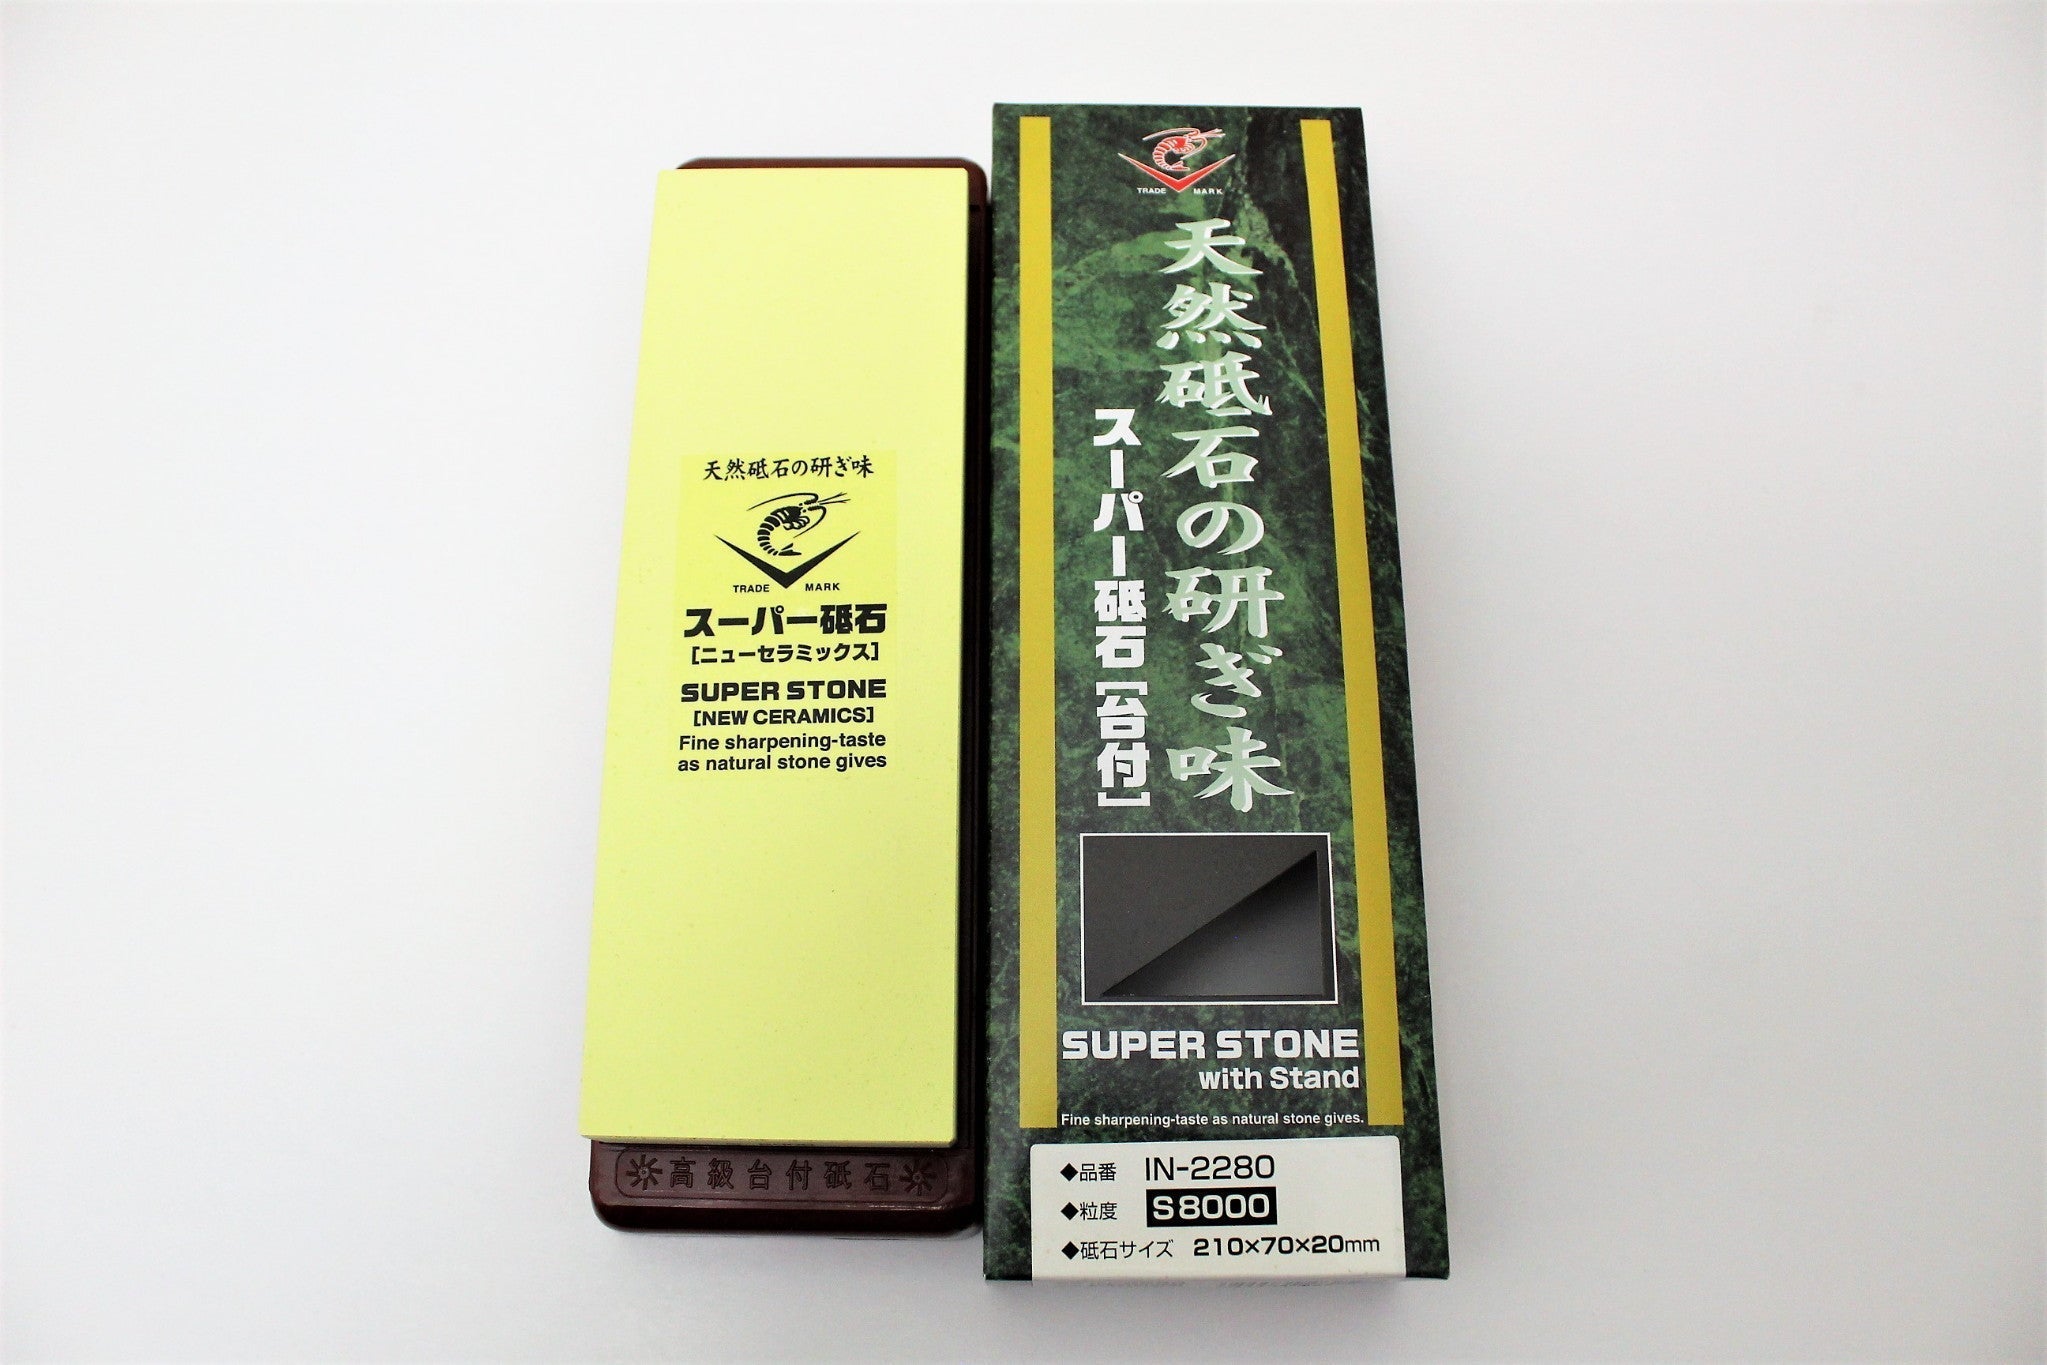 天然砥石の研ぎ味
TRADE MARK
スーパー砥石
[ニューセラミックス]
SUPER STONE
[NEW CERAMICS]
Fine sharpening-taste
as natural stone gives
高級台付砥石
TRADE MARK
天然砥石の研ぎ味
スーパー砥石[台付]
SUPER STONE
with Stand
Fine sharpening-taste as natural stone gives.
◆品番 IN-2280
◆粒度 S8000
◆砥石サイズ 210×70×20mm